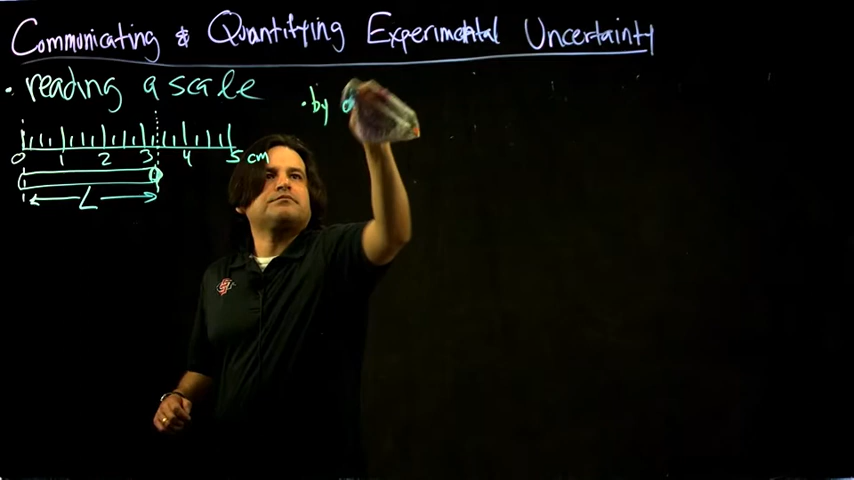 Communicating & Quantifying Experimental Uncertainty
• reading a scale
• by
0 1 2 3 4 5 cm
L